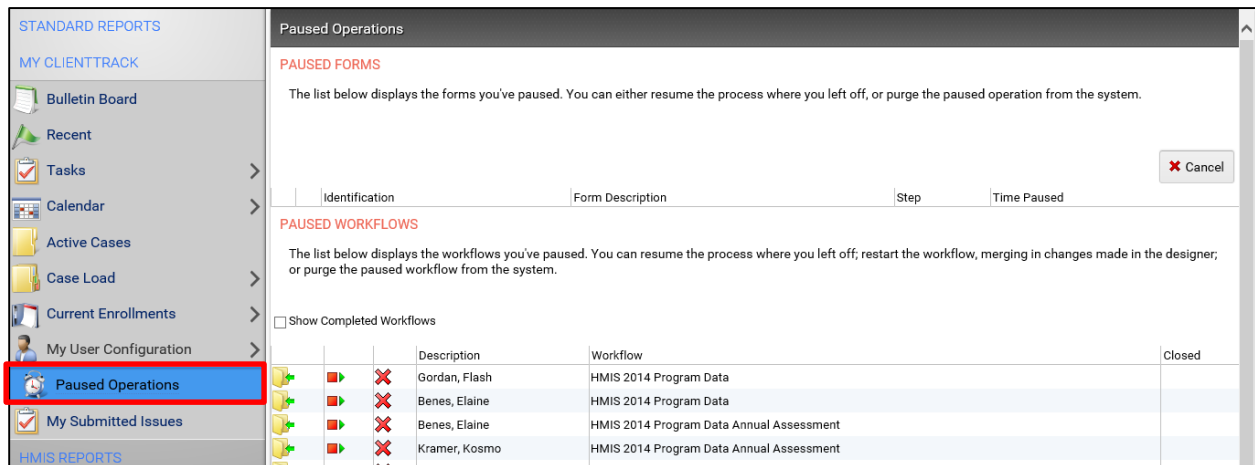 STANDARD REPORTS
MY CLIENTTRACK
Bulletin Board
Recent
Tasks
Calendar
Active Cases
Case Load
Current Enrollments
My User Configuration
Paused Operations
My Submitted Issues
HMIS REPORTS
Paused Operations
PAUSED FORMS
The list below displays the forms you've paused. You can either resume the process where you left off, or purge the paused operation from the system.
Cancel
Identification Form Description Step Time Paused
PAUSED WORKFLOWS
The list below displays the workflows you've paused. You can resume the process where you left off; restart the workflow, merging in changes made in the designer;
or purge the paused workflow from the system.
Show Completed Workflows
Description Workflow Closed
Gordan, Flash HMIS 2014 Program Data
Benes, Elaine HMIS 2014 Program Data
Benes, Elaine HMIS 2014 Program Data Annual Assessment
Kramer, Kosmo HMIS 2014 Program Data Annual Assessment